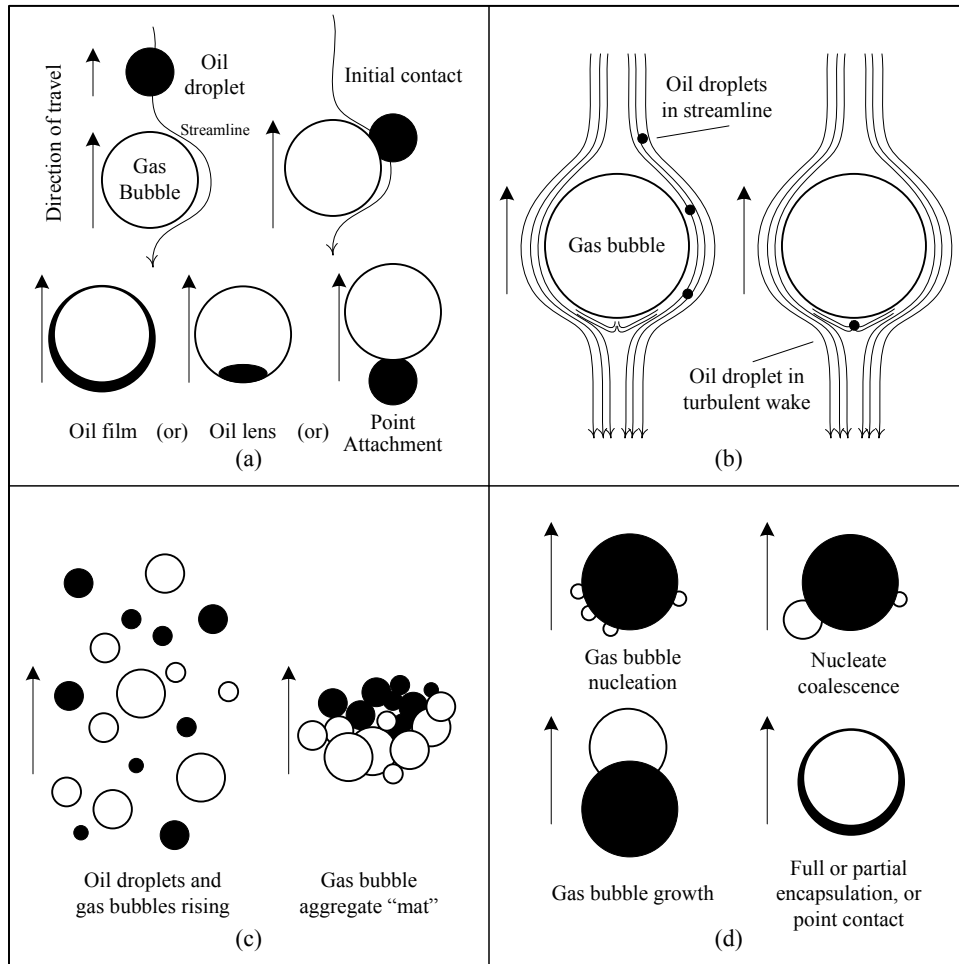 Direction of travel
Oil
droplet
Streamline
Gas
Bubble
Initial contact
Oil film (or) Oil lens (or) Point
Attachment
(a)
Oil droplets
in streamline
Gas bubble
Oil droplet in
turbulent wake
(b)
Oil droplets and
gas bubbles rising
Gas bubble
aggregate “mat”
(c)
Gas bubble
nucleation
Nucleate
coalescence
Gas bubble growth
Full or partial
encapsulation, or
point contact
(d)